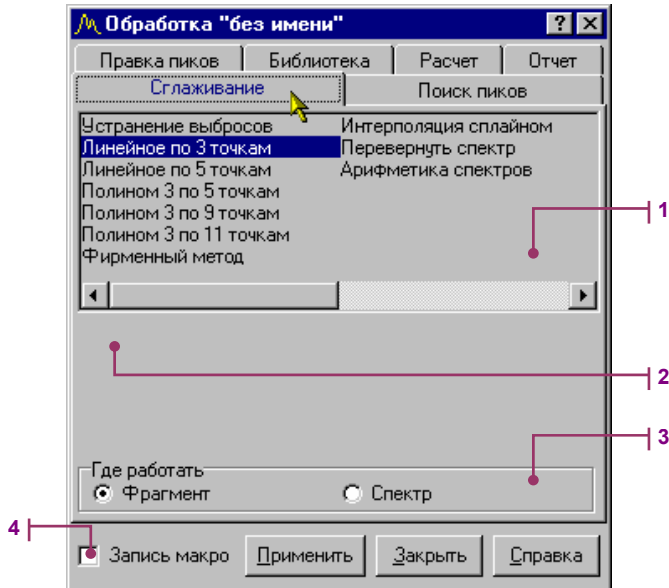 Обработка "без имени"
Правка пиков Библиотека Расчет Отчет
Сглаживание Поиск пиков
Устранение выбросов Интерполяция сплайном
Линейное по 3 точкам Перевернуть спектр
Линейное по 5 точкам Арифметика спектров
Полином 3 по 5 точкам
Полином 3 по 9 точкам
1
Полином 3 по 11 точкам
Фирменный метод
2
3
Где работать
Фрагмент Спектр
4
Запись макро Применить Закрыть Справка